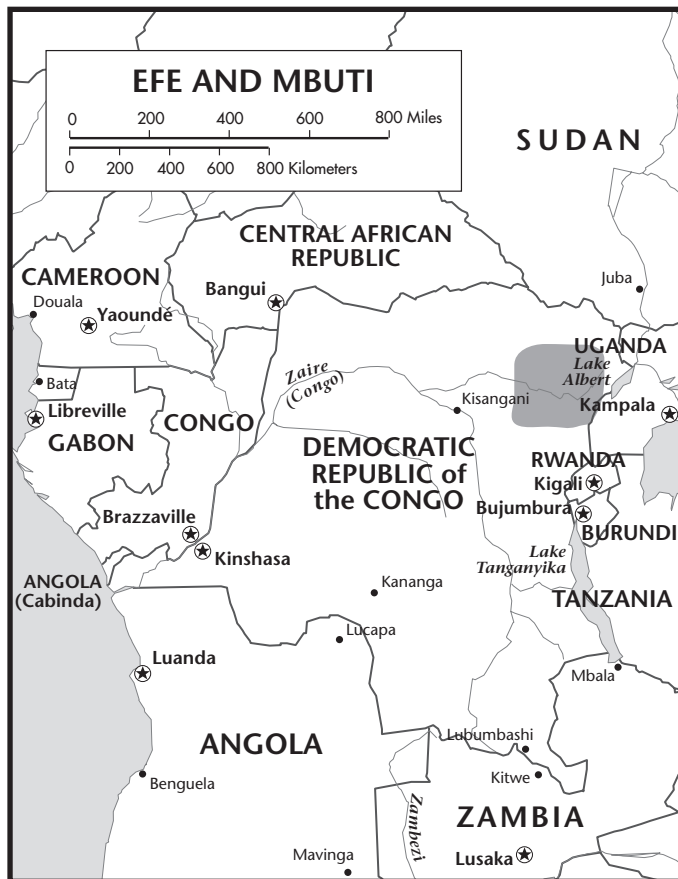 EFE AND MBUTI
0 200 400 600 800 Miles
0 200 400 600 800 Kilometers
SUDAN
CENTRAL AFRICAN
REPUBLIC
CAMEROON
Juba
Bangui
Douala
Yaoundé
UGANDA
Lake
Albert
Zaire
(Congo)
Bata
Kisangani
Kampala
Libreville
CONGO
GABON
DEMOCRATIC
REPUBLIC of
the CONGO
RWANDA
Kigali
Bujumbura
Brazzaville
BURUNDI
Kinshasa
Lake
Tanganyika
ANGOLA
(Cabinda)
Kananga
TANZANIA
Lucapa
Luanda
Mbala
ANGOLA
Lubumbashi
Benguela
Kitwe
Zambezi
ZAMBIA
Mavinga
Lusaka